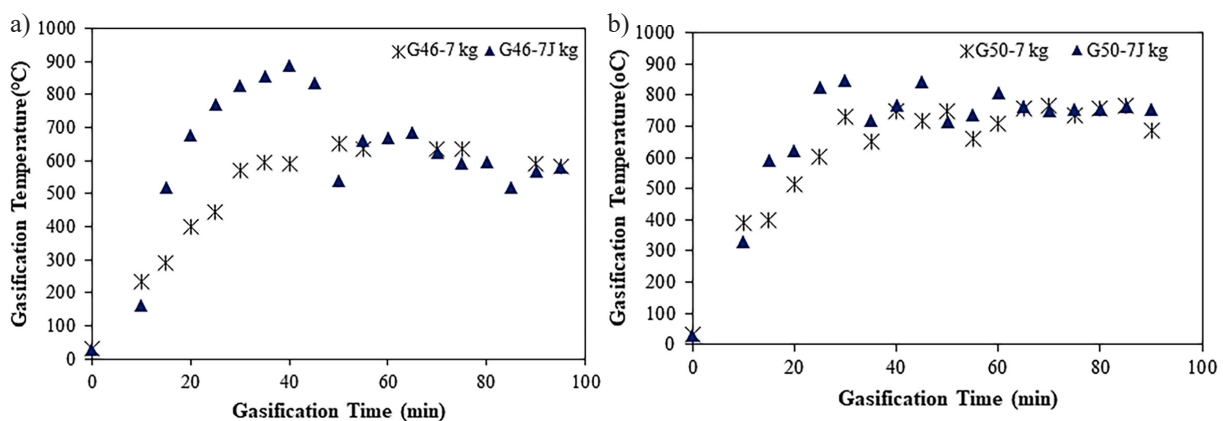 a)
G46-7 kg G46-7J kg
Gasification Temperature(°C)
1000
900
800
700
600
500
400
300
200
100
0
0 20 40 60 80 100
Gasification Time (min)
b)
G50-7 kg G50-7J kg
Gasification Temperature(oC)
1000
900
800
700
600
500
400
300
200
100
0
0 20 40 60 80 100
Gasification Time (min)